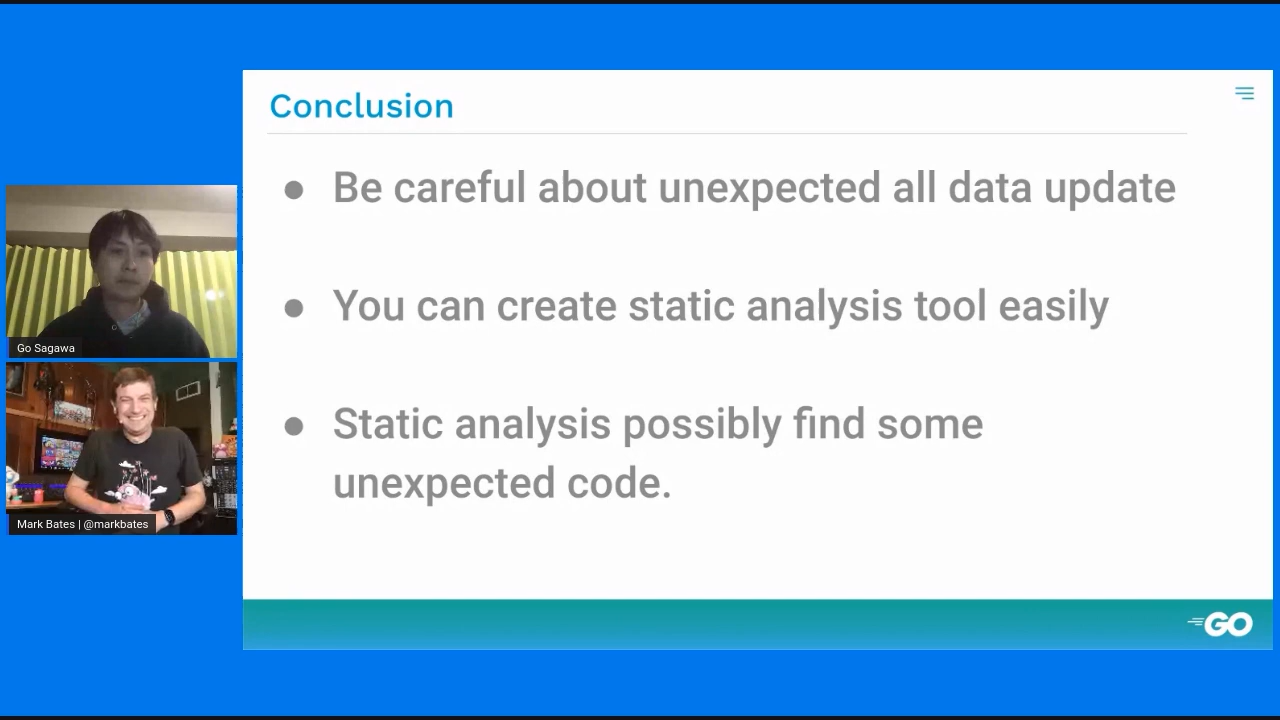 Conclusion
Be careful about unexpected all data update
You can create static analysis tool easily
Static analysis possibly find some
unexpected code.
Go Sagawa
Mark Bates | @markbates
GO